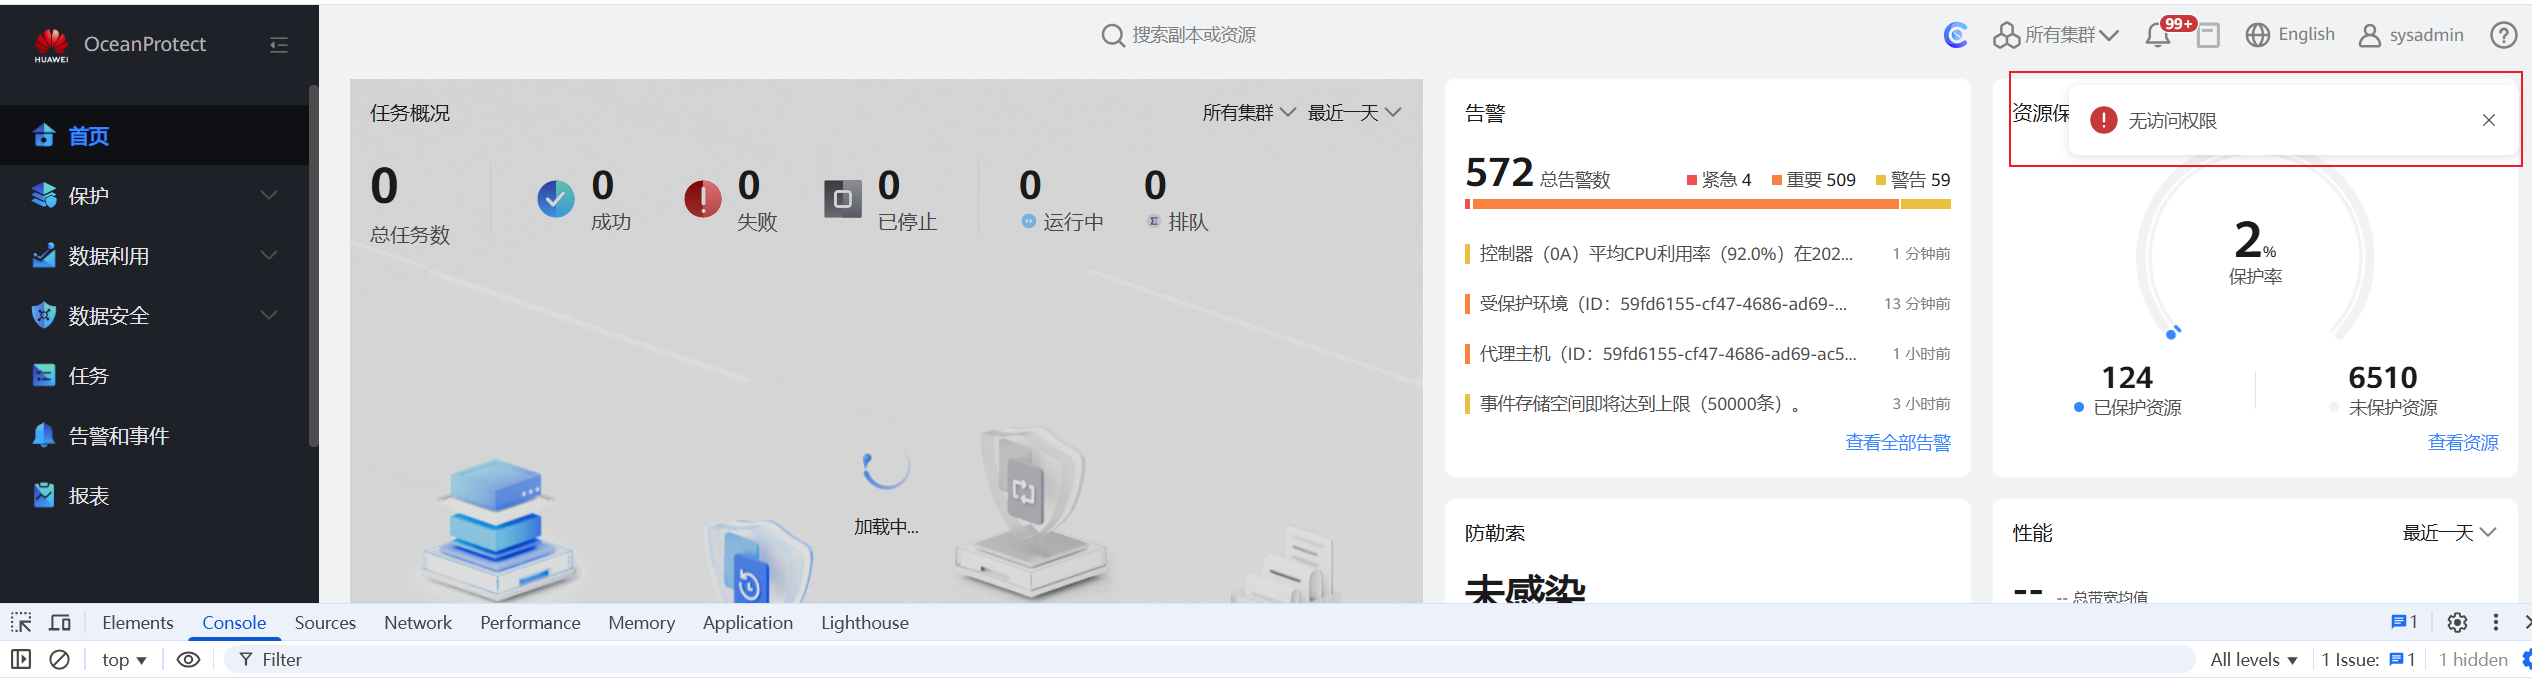 HUAWEI
OceanProtect
搜索副本或资源
所有集群
99+
English
sysadmin
首页
保护
数据利用
数据安全
任务
告警和事件
报表
任务概况
所有集群
最近一天
0
总任务数
0
成功
0
失败
0
已停止
0
运行中
0
排队
加载中...
告警
572 总告警数
紧急 4
重要 509
警告 59
控制器（0A）平均CPU利用率（92.0%）在202... 1 分钟前
受保护环境（ID：59fd6155-cf47-4686-ad69-... 13 分钟前
代理主机（ID：59fd6155-cf47-4686-ad69-ac5... 1 小时前
事件存储空间即将达到上限（50000条）。 3 小时前
查看全部告警
资源保
无访问权限
2%
保护率
124
已保护资源
6510
未保护资源
查看资源
防勒索
未感染
性能
最近一天
-- -- 总带宽均值
Elements Console Sources Network Performance Memory Application Lighthouse 1
top Filter All levels 1 Issue: 1 1 hidden